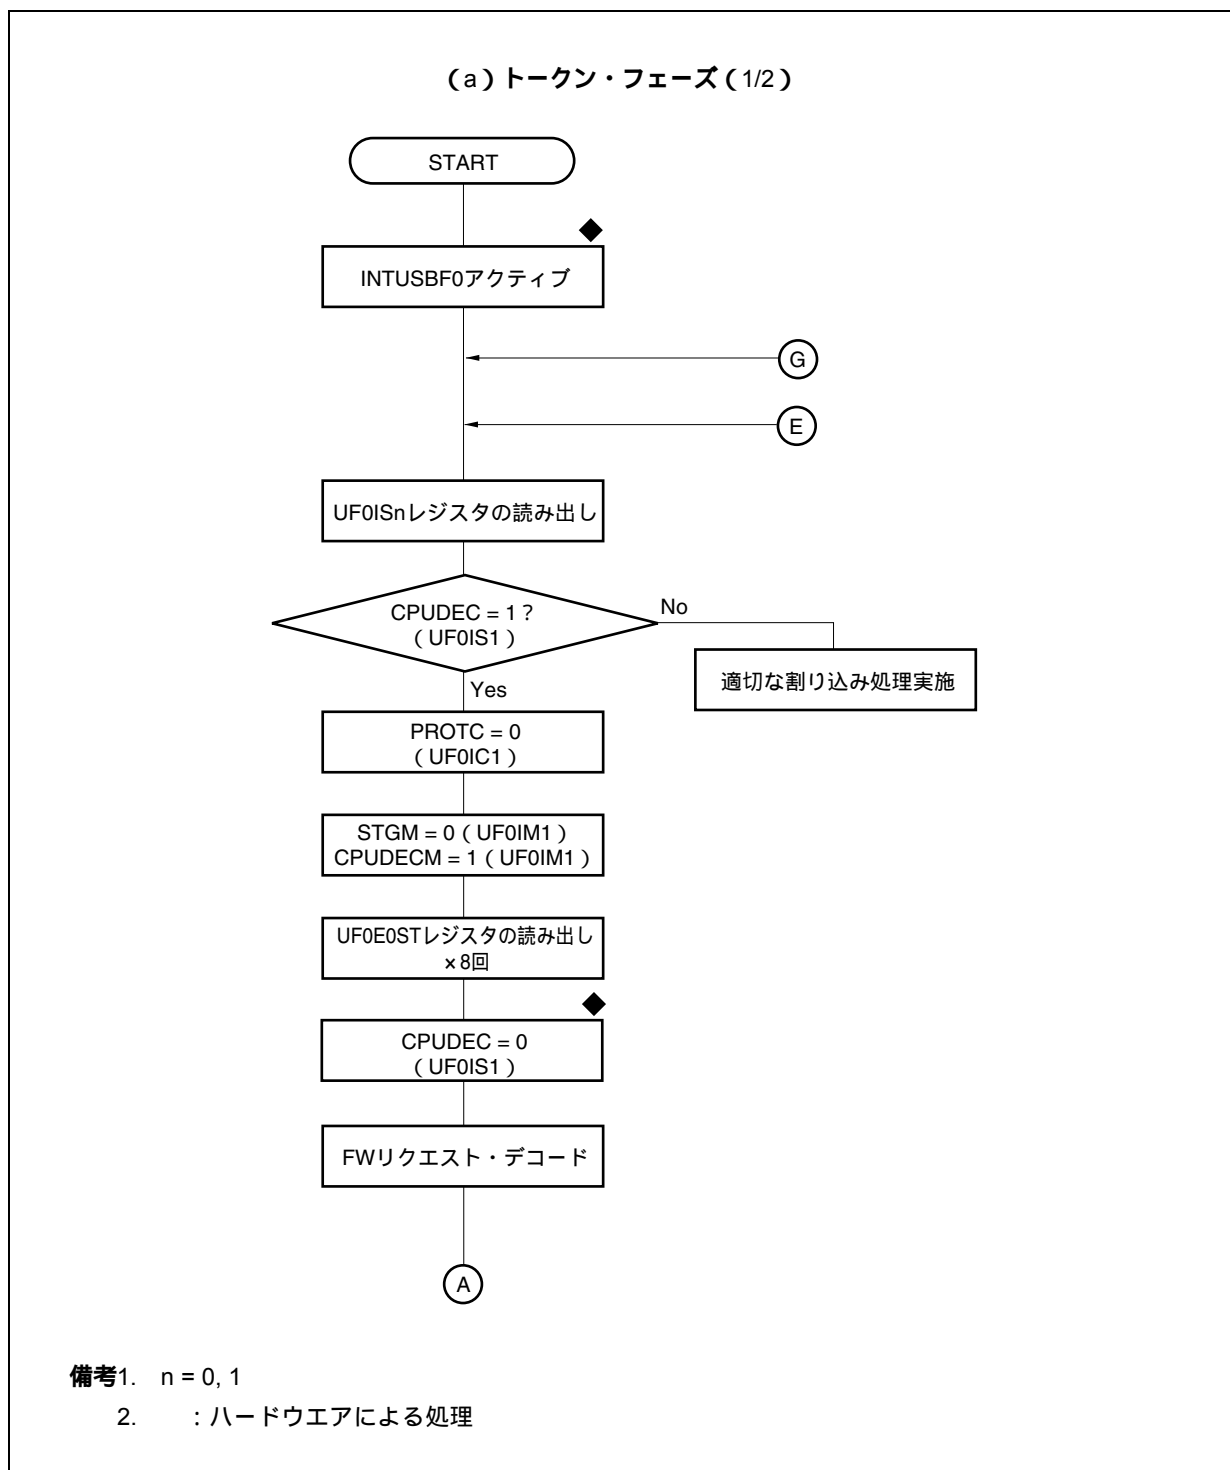 （a）トークン・フェーズ（1/2）
START
◆
INTUSBF0アクティブ
G
E
UF0ISnレジスタの読み出し
CPUDEC = 1？
（UF0IS1）
No
適切な割り込み処理実施
Yes
PROTC = 0
（UF0IC1）
STGM = 0（UF0IM1）
CPUDECM = 1（UF0IM1）
UF0E0STレジスタの読み出し
×8回
◆
CPUDEC = 0
（UF0IS1）
FWリクエスト・デコード
A
備考1. n = 0, 1
2. ：ハードウエアによる処理